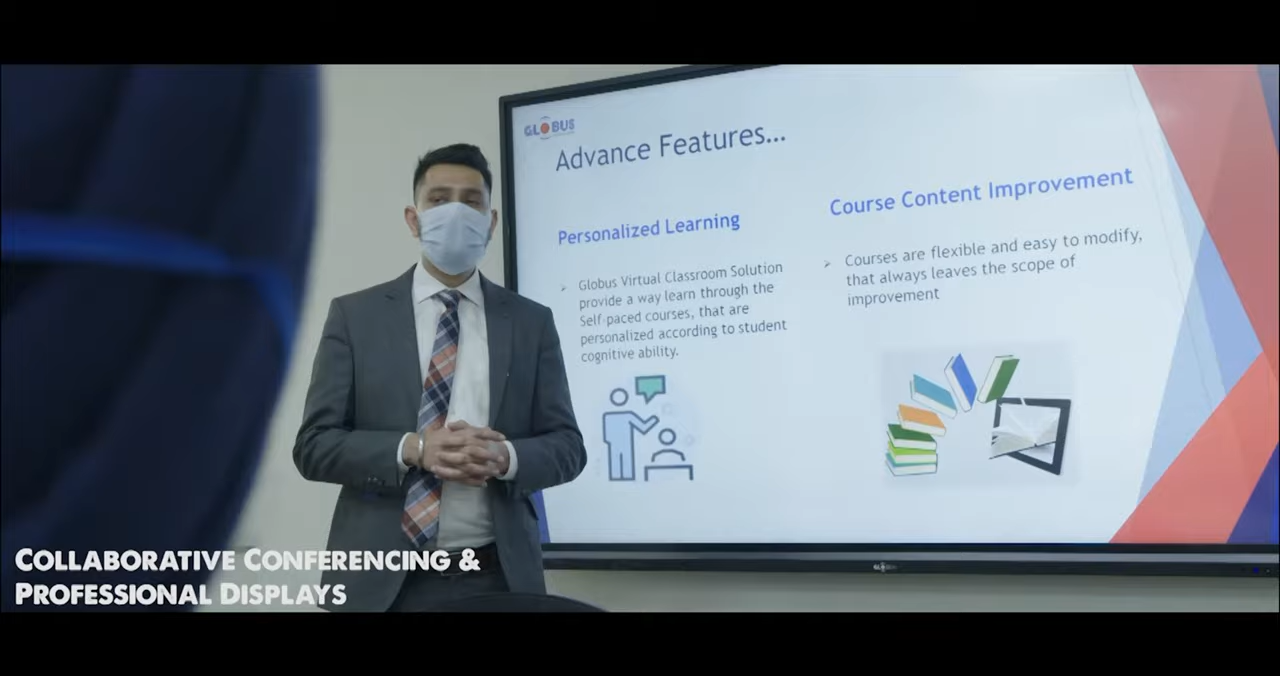 GLOBUS
Advance Features...
Personalized Learning
Globus Virtual Classroom Solution
provide a way learn through the
Self-paced courses, that are
personalized according to student
cognitive ability.
Course Content Improvement
Courses are flexible and easy to modify,
that always leaves the scope of
improvement
GLOBUS
COLLABORATIVE CONFERENCING &
PROFESSIONAL DISPLAYS